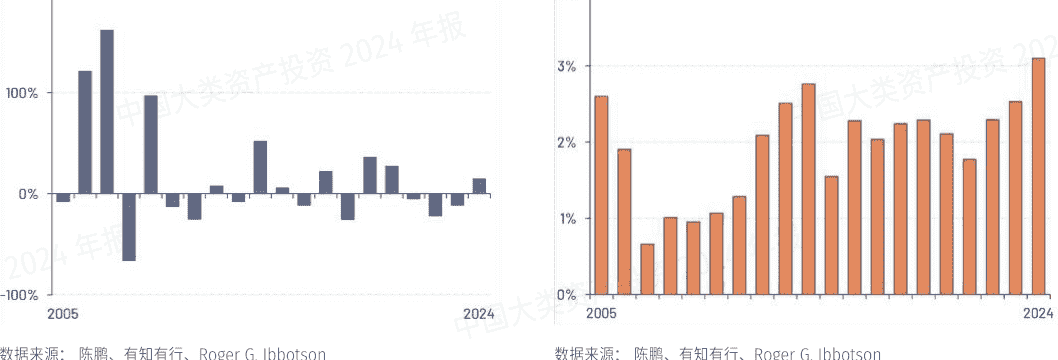 中国大类资产投资 2024 年报
中国大类资产投资 202
100%
0%
-100%
2005
2024
3%
2%
1%
0%
2005
2024
2024 年报
中国大类资产投资
数据来源： 陈鹏、有知有行、Roger G. Ibbotson
数据来源： 陈鹏、有知有行、Roger G. Ibbotson